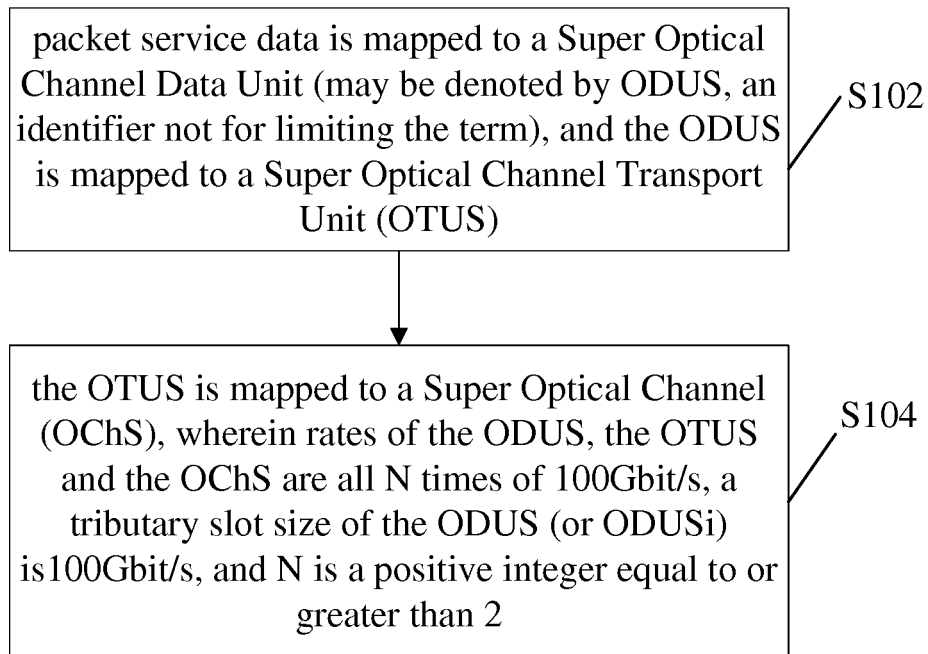 packet service data is mapped to a Super Optical
Channel Data Unit (may be denoted by ODUS, an
identifier not for limiting the term), and the ODUS
is mapped to a Super Optical Channel Transport
Unit (OTUS)
S102
the OTUS is mapped to a Super Optical Channel
(OChS), wherein rates of the ODUS, the OTUS
and the OChS are all N times of 100Gbit/s, a
tributary slot size of the ODUS (or ODUSi)
is100Gbit/s, and N is a positive integer equal to or
greater than 2
S104